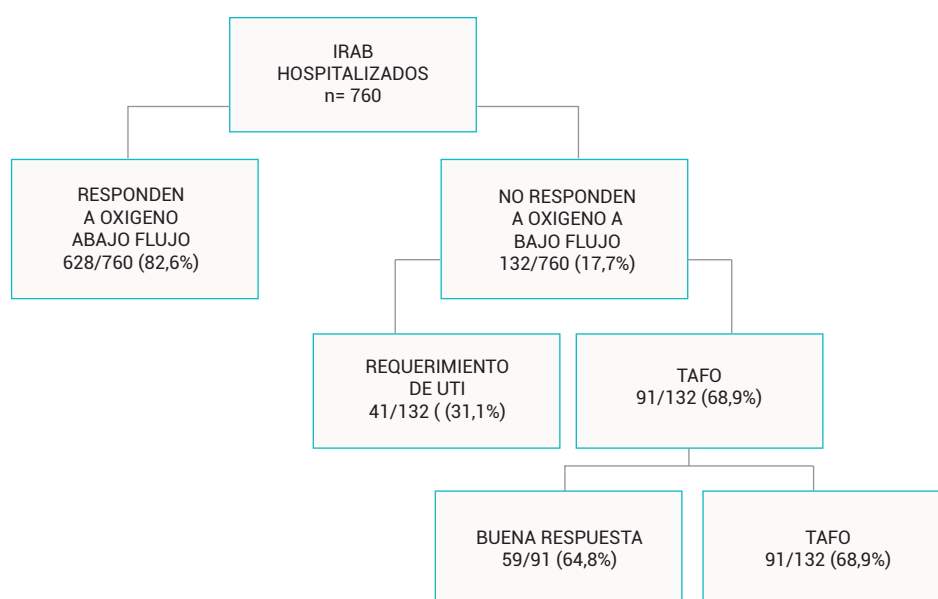 IRAB
HOSPITALIZADOS
n= 760
RESPONDEN
A OXIGENO
ABAJO FLUJO
628/760 (82,6%)
NO RESPONDEN
A OXIGENO A
BAJO FLUJO
132/760 (17,7%)
REQUERIMIENTO
DE UTI
41/132 ( (31,1%)
TAFO
91/132 (68,9%)
BUENA RESPUESTA
59/91 (64,8%)
TAFO
91/132 (68,9%)